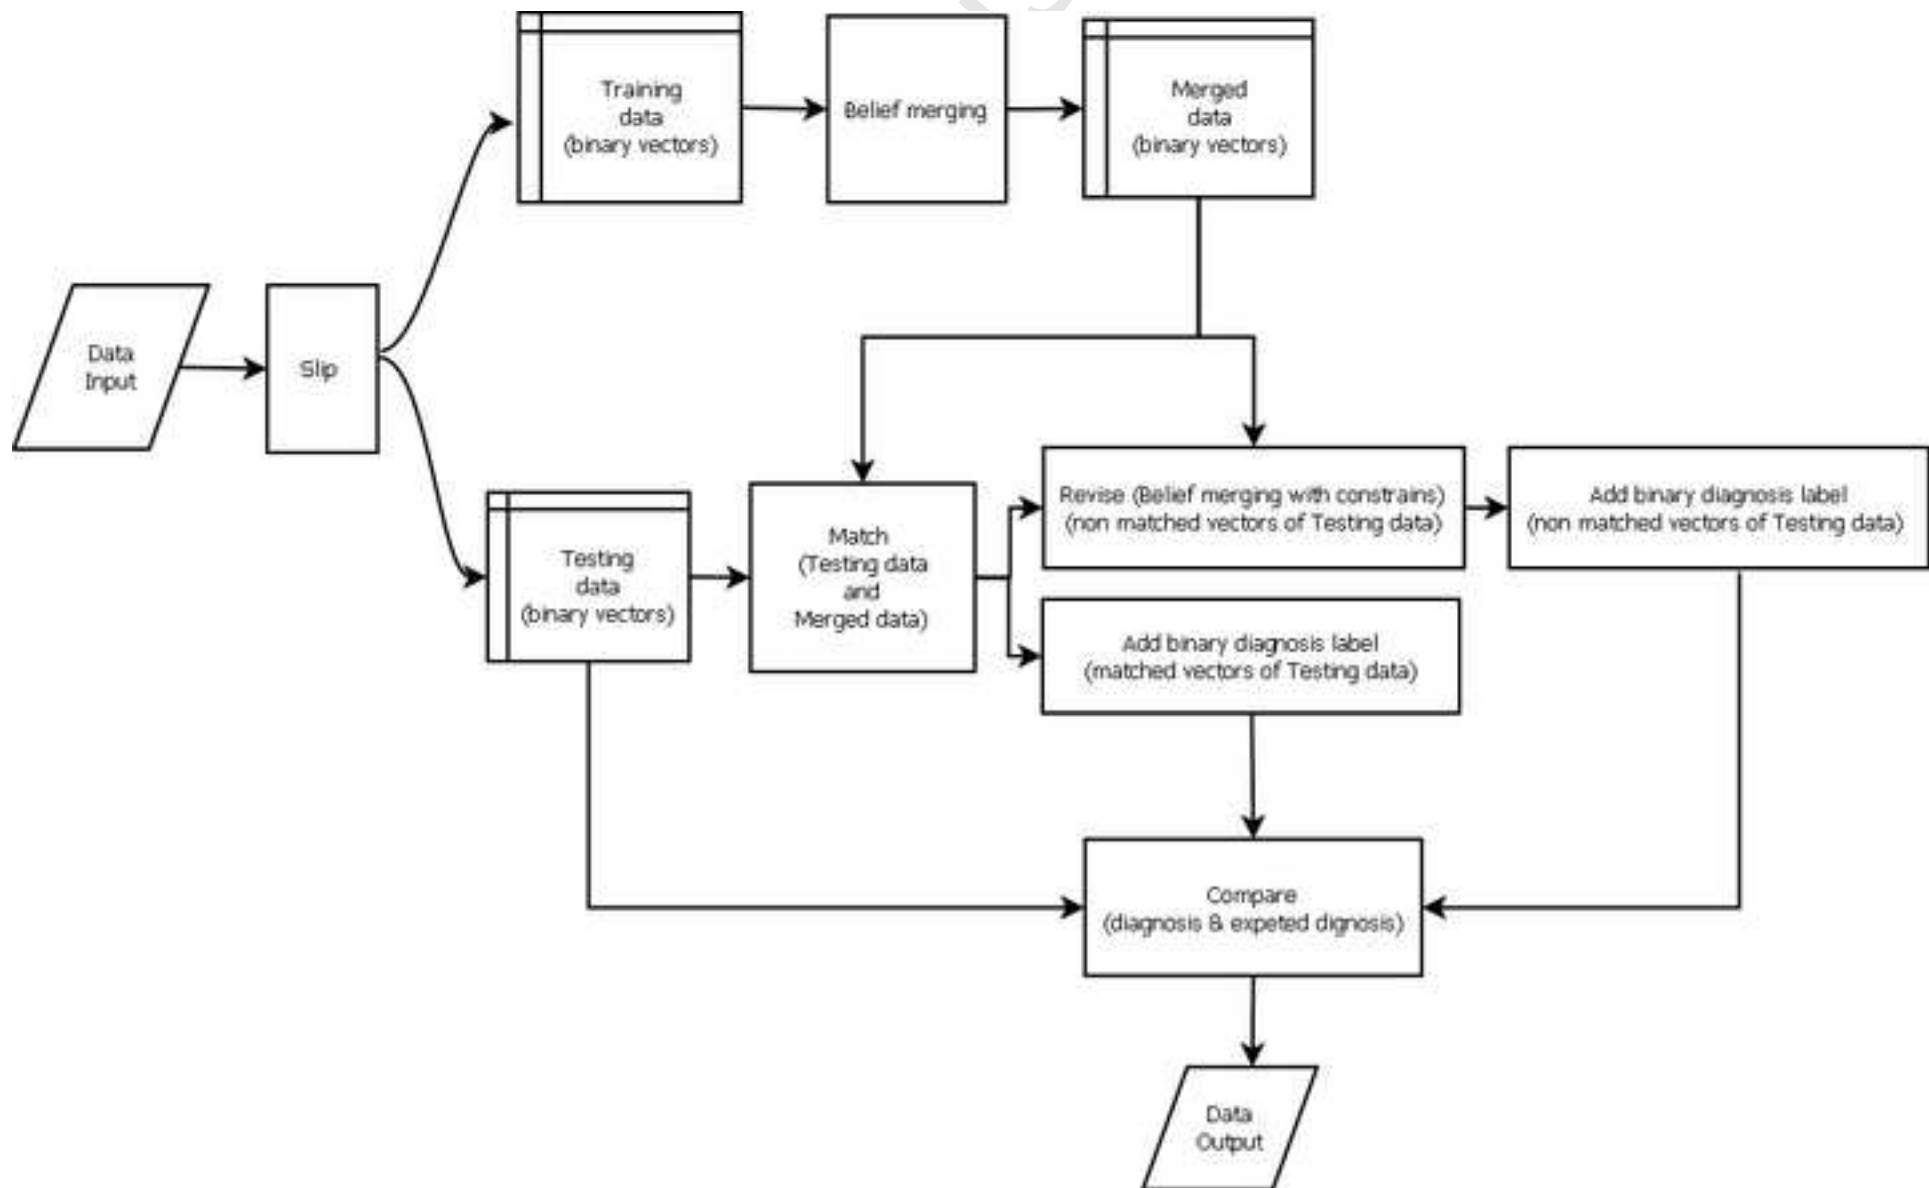 Training
data
(binary vectors)
Belief merging
Merged
data
(binary vectors)
Data
Input
Slip
Testing
data
(binary vectors)
Match
(Testing data
and
Merged data)
Revise (Belief merging with constrains)
(non matched vectors of Testing data)
Add binary diagnosis label
(non matched vectors of Testing data)
Add binary diagnosis label
(matched vectors of Testing data)
Compare
(diagnosis & expeted dignosis)
Data
Output